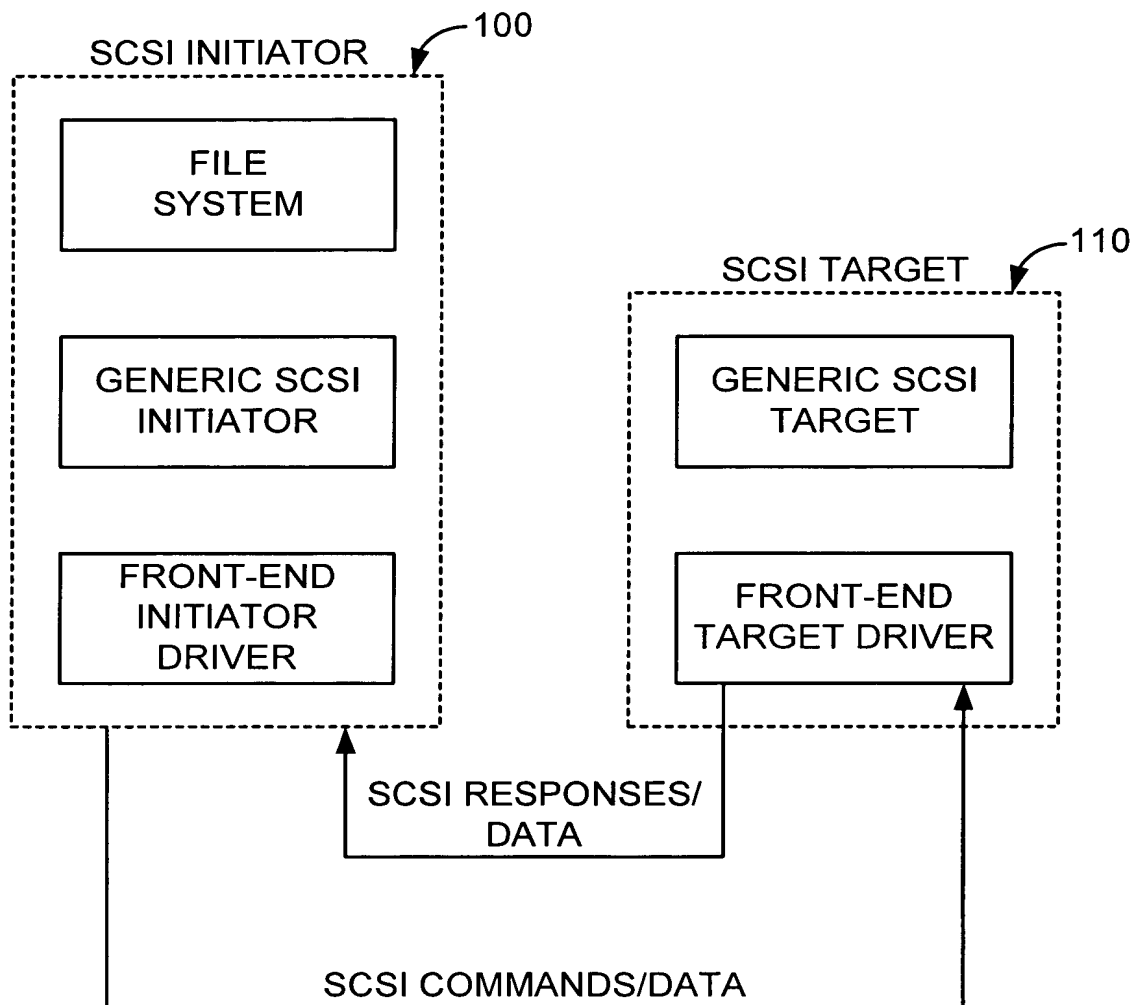 100
SCSI INITIATOR
FILE
SYSTEM
110
SCSI TARGET
GENERIC SCSI
INITIATOR
GENERIC SCSI
TARGET
FRONT-END
INITIATOR
DRIVER
FRONT-END
TARGET DRIVER
SCSI RESPONSES/
DATA
SCSI COMMANDS/DATA